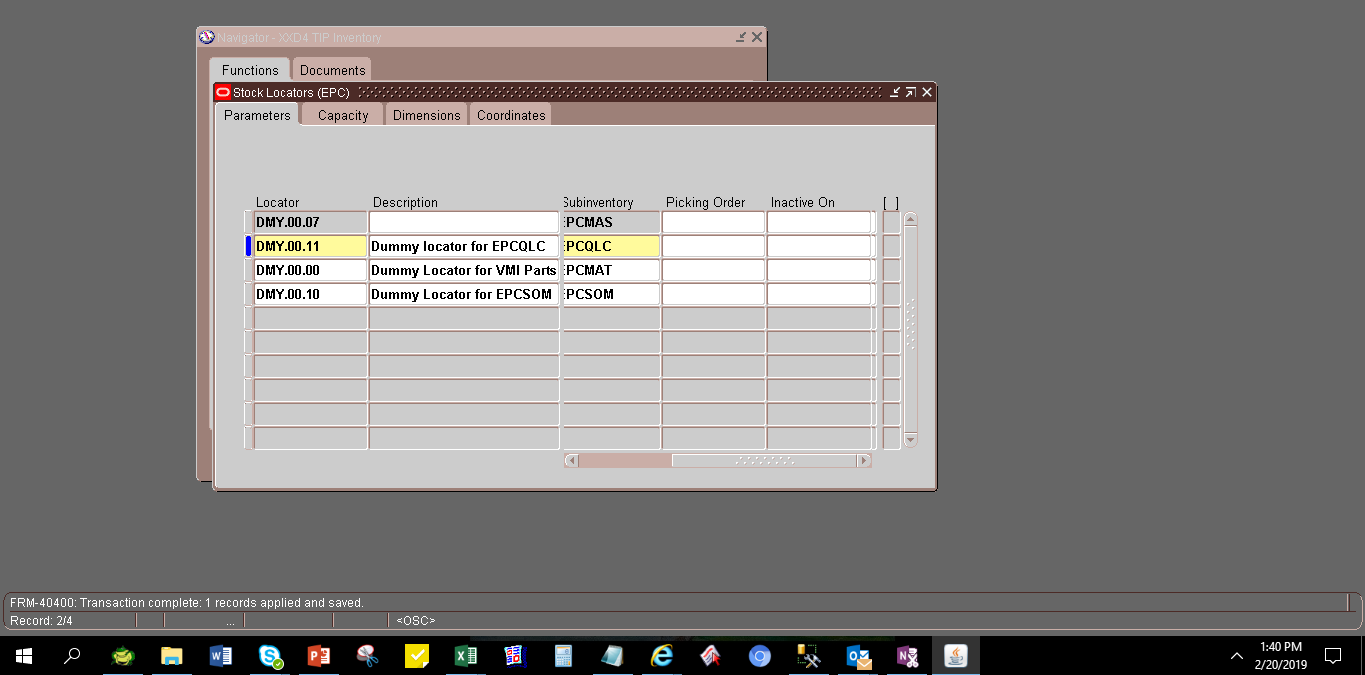 Navigator - XXD4 TIP Inventory
Functions Documents
Stock Locators (EPC)
Parameters Capacity Dimensions Coordinates
Locator Description Subinventory Picking Order Inactive On [ ]
DMY.00.07 EPCMAS
DMY.00.11 Dummy locator for EPCQLC EPCQLC
DMY.00.00 Dummy Locator for VMI Parts EPCMAT
DMY.00.10 Dummy Locator for EPCSOM EPCSOM
FRM-40400: Transaction complete: 1 records applied and saved.
Record: 2/4 ... <OSC>
1:40 PM
2/20/2019